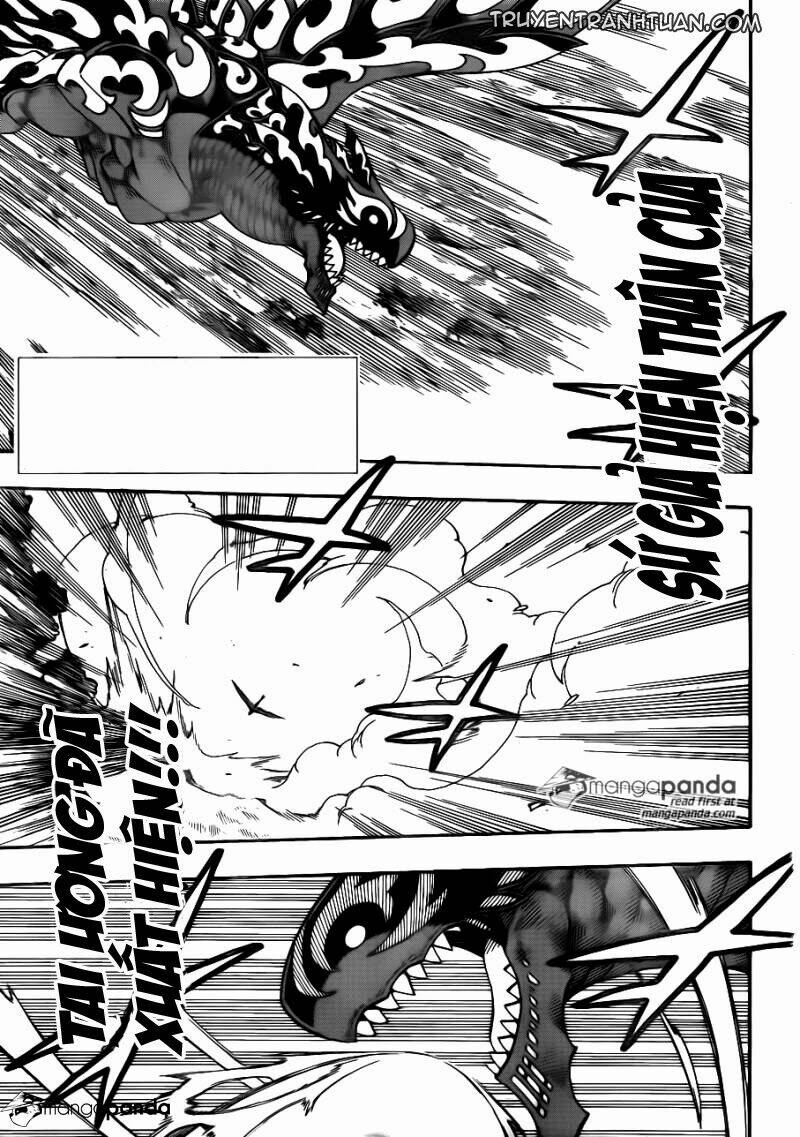 TRUYENTRANHTUAN.COM
SỨ GIẢ HIỆN THÂN CỦA
TAI ƯƠNG ĐÃ
XUẤT HIỆN!!!
mangapanda
read first at
mangapanda.com
mangapanda